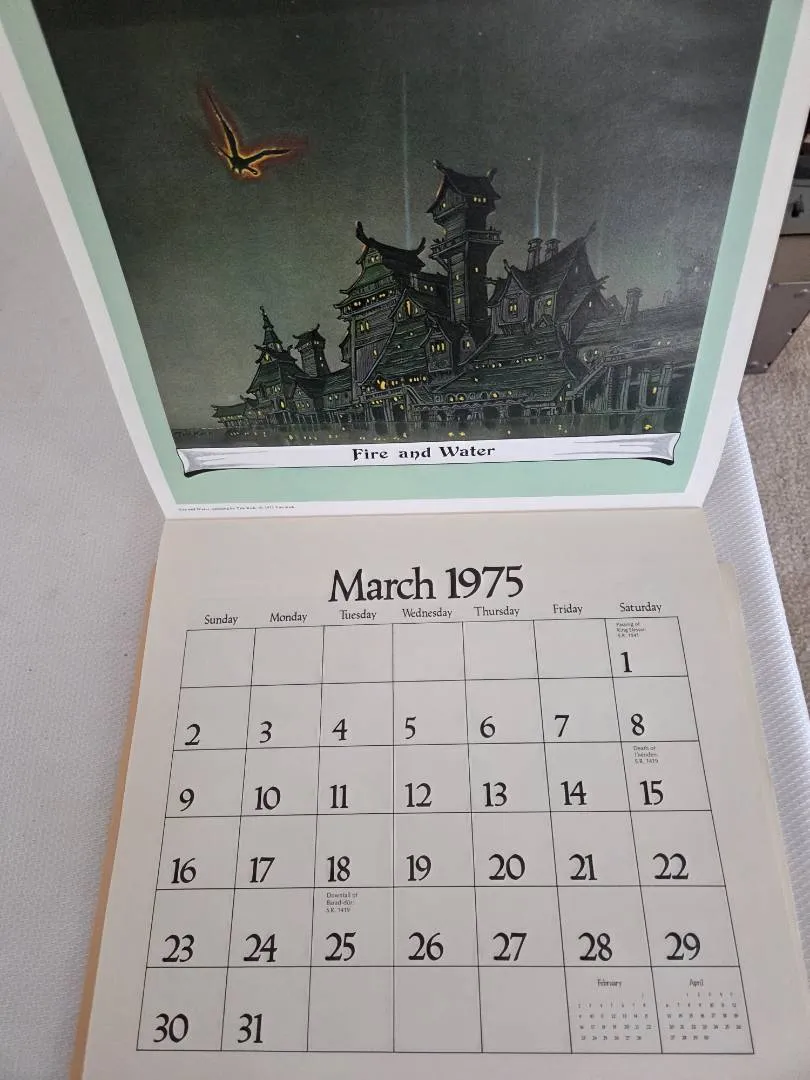 Fire and Water
March 1975
Sunday Monday Tuesday Wednesday Thursday Friday Saturday
Passing of
King Elessar:
S.R. 1541
1
2 3 4 5 6 7 8
Death of
Théoden:
S.R. 1419
9 10 11 12 13 14 15
16 17 18 19 20 21 22
Downfall of
Barad-dûr:
S.R. 1419
23 24 25 26 27 28 29
February April
30 31